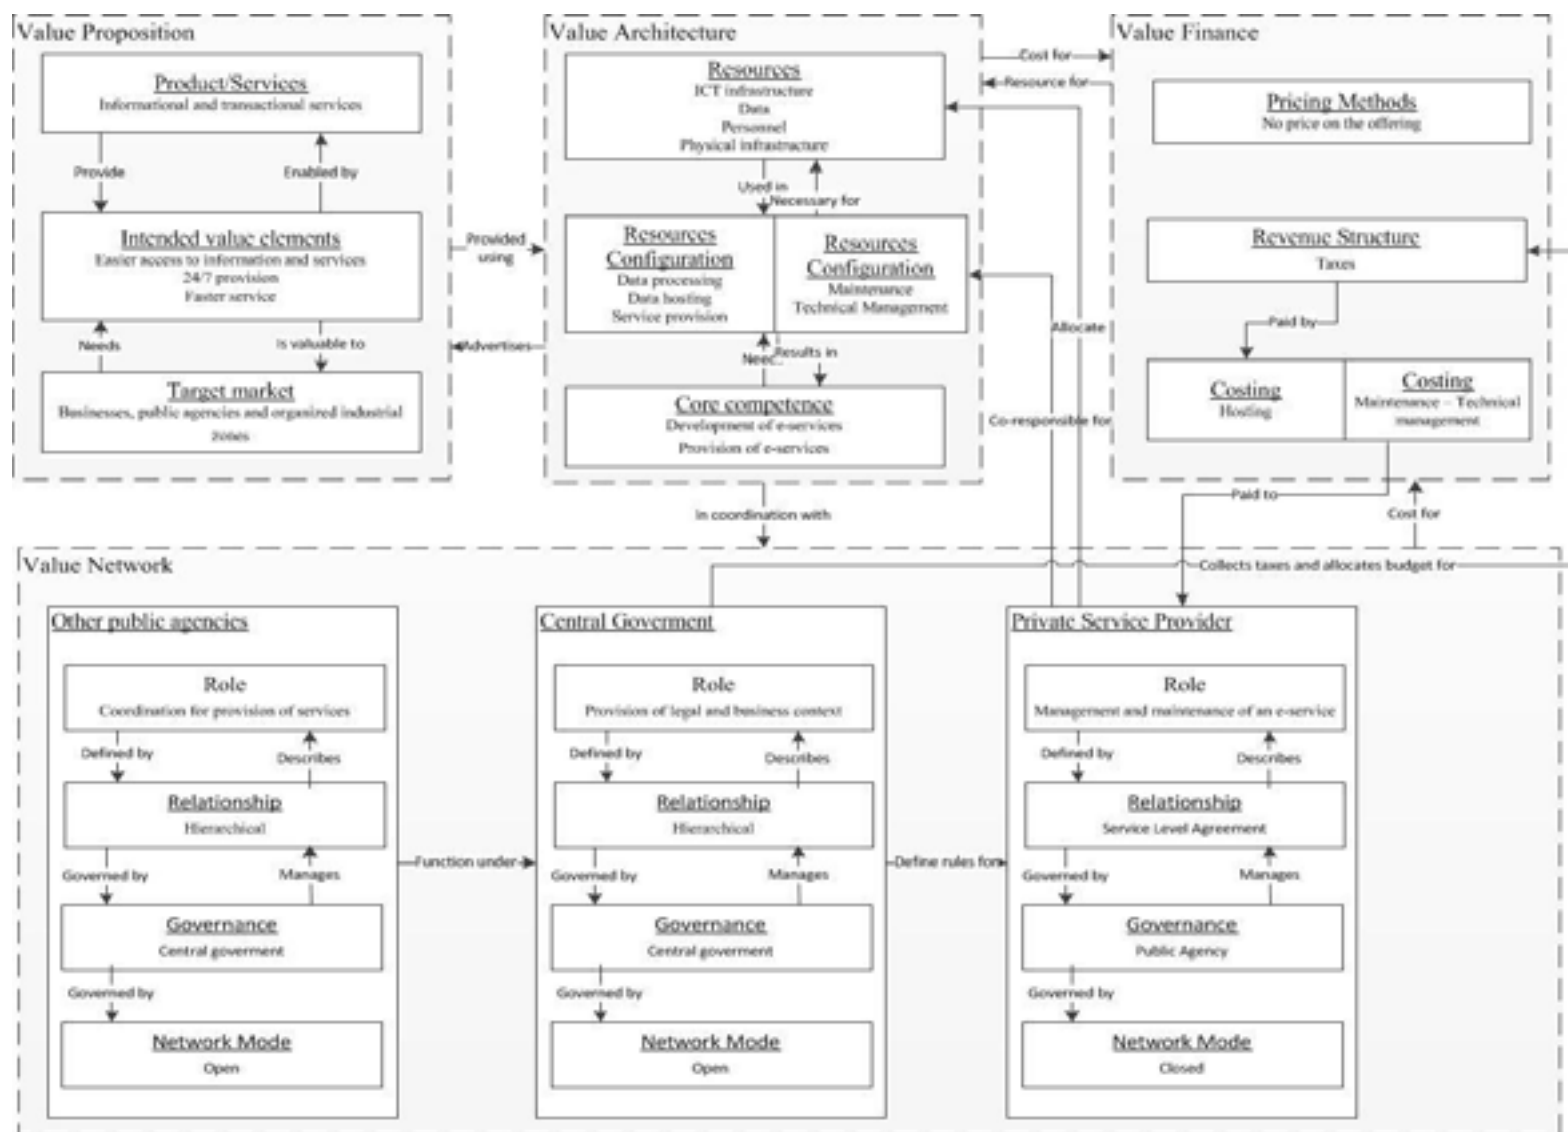 Value Proposition
Product/Services
Informational and transactional services
Provide
Enabled by
Intended value elements
Easier access to information and services
24/7 provision
Faster service
Needs
Is valuable to
Target market
Businesses, public agencies and organized industrial
zones
Provided
using
Advertises
Value Architecture
Resources
ICT infrastructure
Data
Personnel
Physical infrastructure
Used in
Necessary for
Resources
Configuration
Data processing
Data hosting
Service provision
Resources
Configuration
Maintenance
Technical Management
Results in
Core competence
Development of e-services
Provision of e-services
Cost for
Resource for
Allocate
Co-responsible for
Value Finance
Pricing Methods
No price on the offering
Revenue Structure
Taxes
Paid by
Costing
Hosting
Costing
Maintenance – Technical
management
Paid to
Cost for
In coordination with
Collects taxes and allocates budget for
Value Network
Other public agencies
Role
Coordination for provision of services
Defined by
Describes
Relationship
Hierarchical
Governed by
Manages
Governance
Central goverment
Governed by
Network Mode
Open
Function under
Central Goverment
Role
Provision of legal and business context
Defined by
Describes
Relationship
Hierarchical
Governed by
Manages
Governance
Central goverment
Governed by
Network Mode
Open
Define rules for
Private Service Provider
Role
Management and maintenance of an e-service
Defined by
Describes
Relationship
Service Level Agreement
Governed by
Manages
Governance
Public Agency
Governed by
Network Mode
Closed